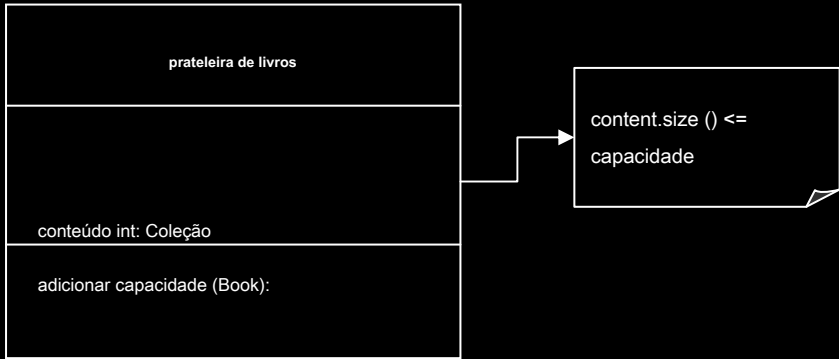 prateleira de livros
content.size () <=
capacidade
conteúdo int: Coleção
adicionar capacidade (Book):